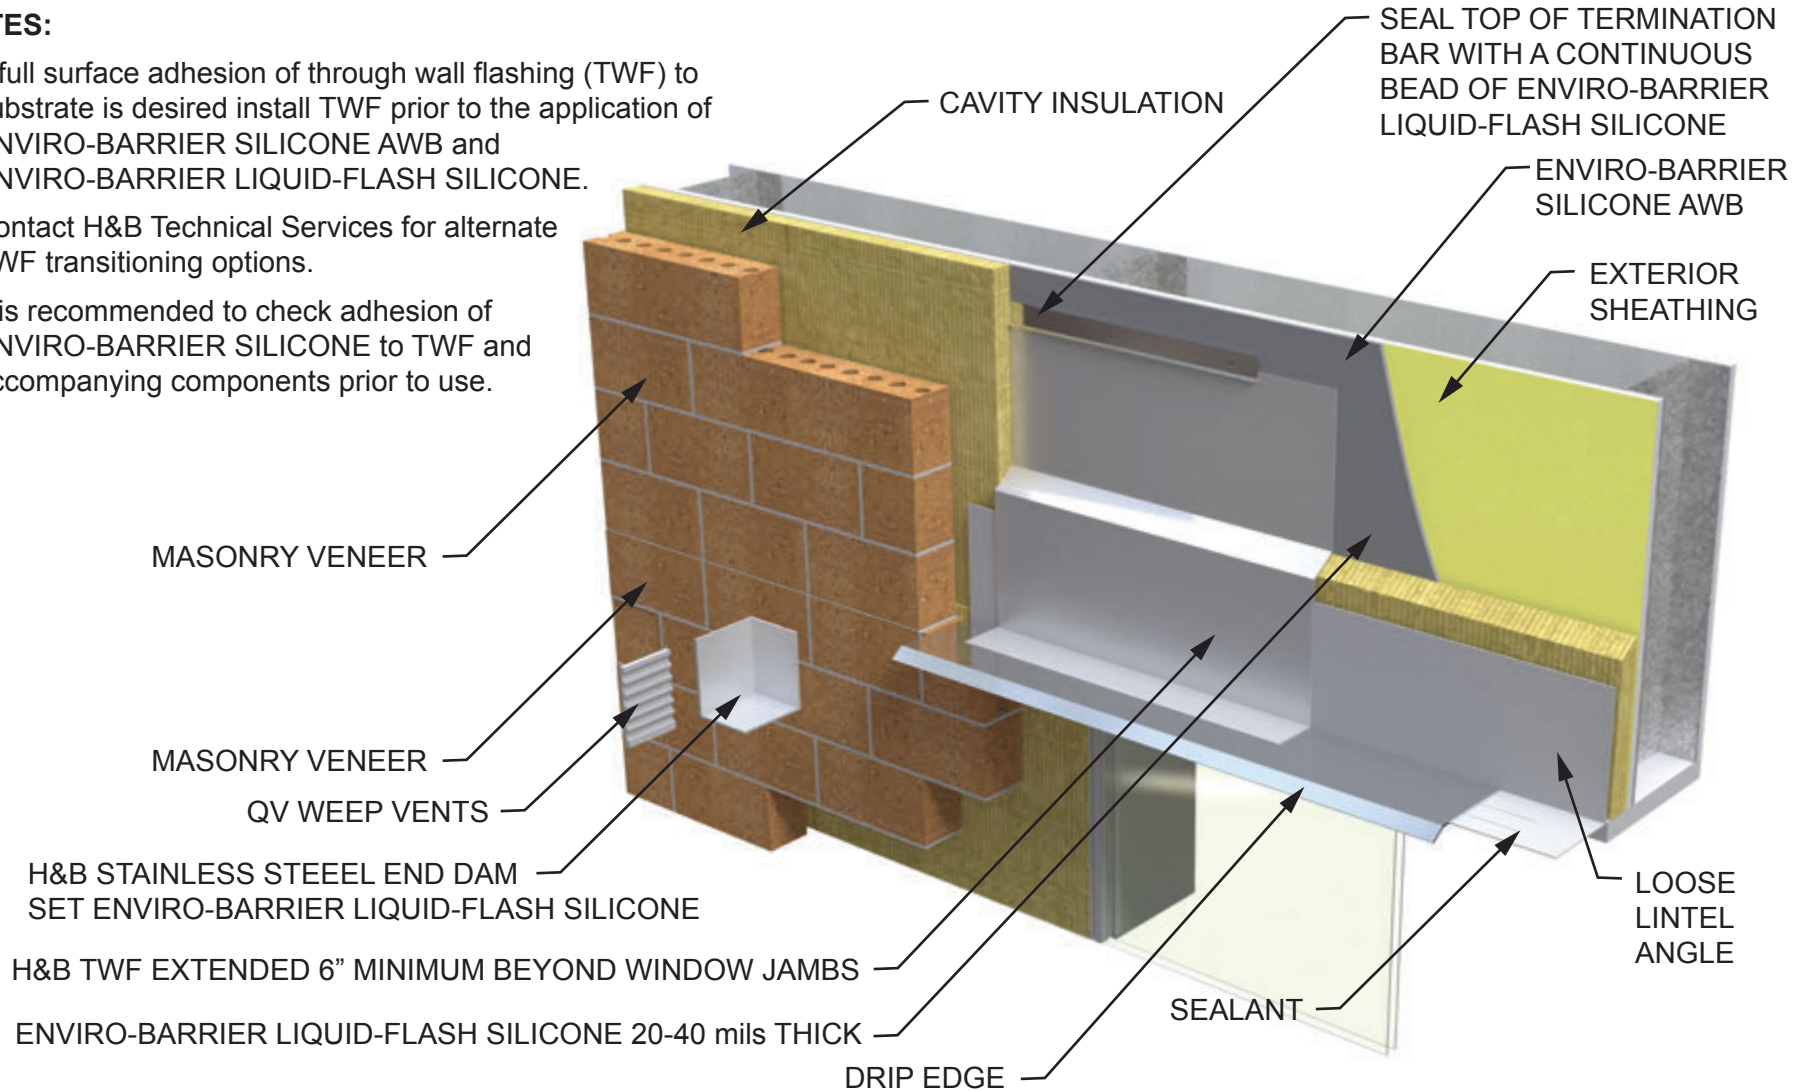 TES:
full surface adhesion of through wall flashing (TWF) to
ubstrate is desired install TWF prior to the application of
NVIRO-BARRIER SILICONE AWB and
NVIRO-BARRIER LIQUID-FLASH SILICONE.
ontact H&B Technical Services for alternate
WF transitioning options.
is recommended to check adhesion of
NVIRO-BARRIER SILICONE to TWF and
ccompanying components prior to use.
SEAL TOP OF TERMINATION
BAR WITH A CONTINUOUS
BEAD OF ENVIRO-BARRIER
LIQUID-FLASH SILICONE
CAVITY INSULATION
ENVIRO-BARRIER
SILICONE AWB
EXTERIOR
SHEATHING
MASONRY VENEER
MASONRY VENEER
QV WEEP VENTS
H&B STAINLESS STEEEL END DAM
SET ENVIRO-BARRIER LIQUID-FLASH SILICONE
H&B TWF EXTENDED 6” MINIMUM BEYOND WINDOW JAMBS
ENVIRO-BARRIER LIQUID-FLASH SILICONE 20-40 mils THICK
DRIP EDGE
SEALANT
LOOSE
LINTEL
ANGLE